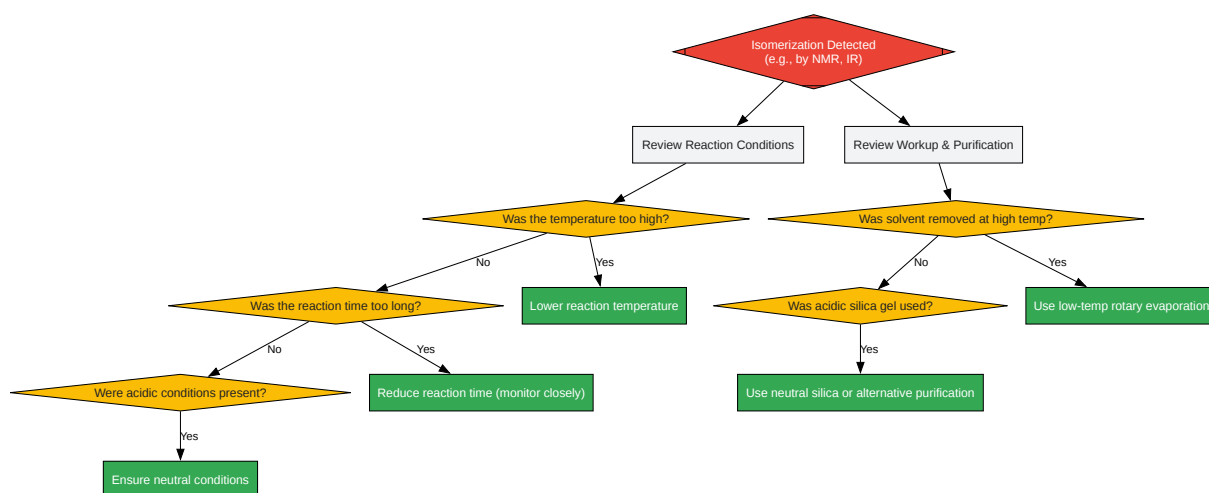 Isomerization Detected
(e.g., by NMR, IR)
Review Reaction Conditions
Review Workup & Purification
Was the temperature too high?
Was solvent removed at high temp?
No
Yes
No
Yes
Was the reaction time too long?
Lower reaction temperature
Was acidic silica gel used?
Use low-temp rotary evaporation
No
Yes
Yes
Were acidic conditions present?
Reduce reaction time (monitor closely)
Use neutral silica or alternative purification
Yes
Ensure neutral conditions